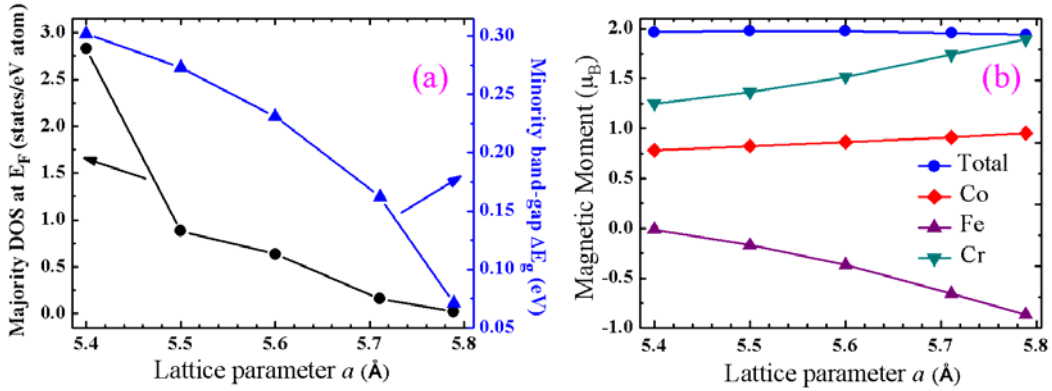 Majority DOS at E_F (states/eV atom)
3.0
2.5
2.0
1.5
1.0
0.5
0.0
(a)
0.30
0.25
0.20
0.15
0.10
0.05
Minority band-gap ΔE_g (eV)
5.4 5.5 5.6 5.7 5.8
Lattice parameter a (Å)
Magnetic Moment (μ_B)
2.0
1.5
1.0
0.5
0.0
-0.5
-1.0
(b)
Total
Co
Fe
Cr
5.4 5.5 5.6 5.7 5.8
Lattice parameter a (Å)